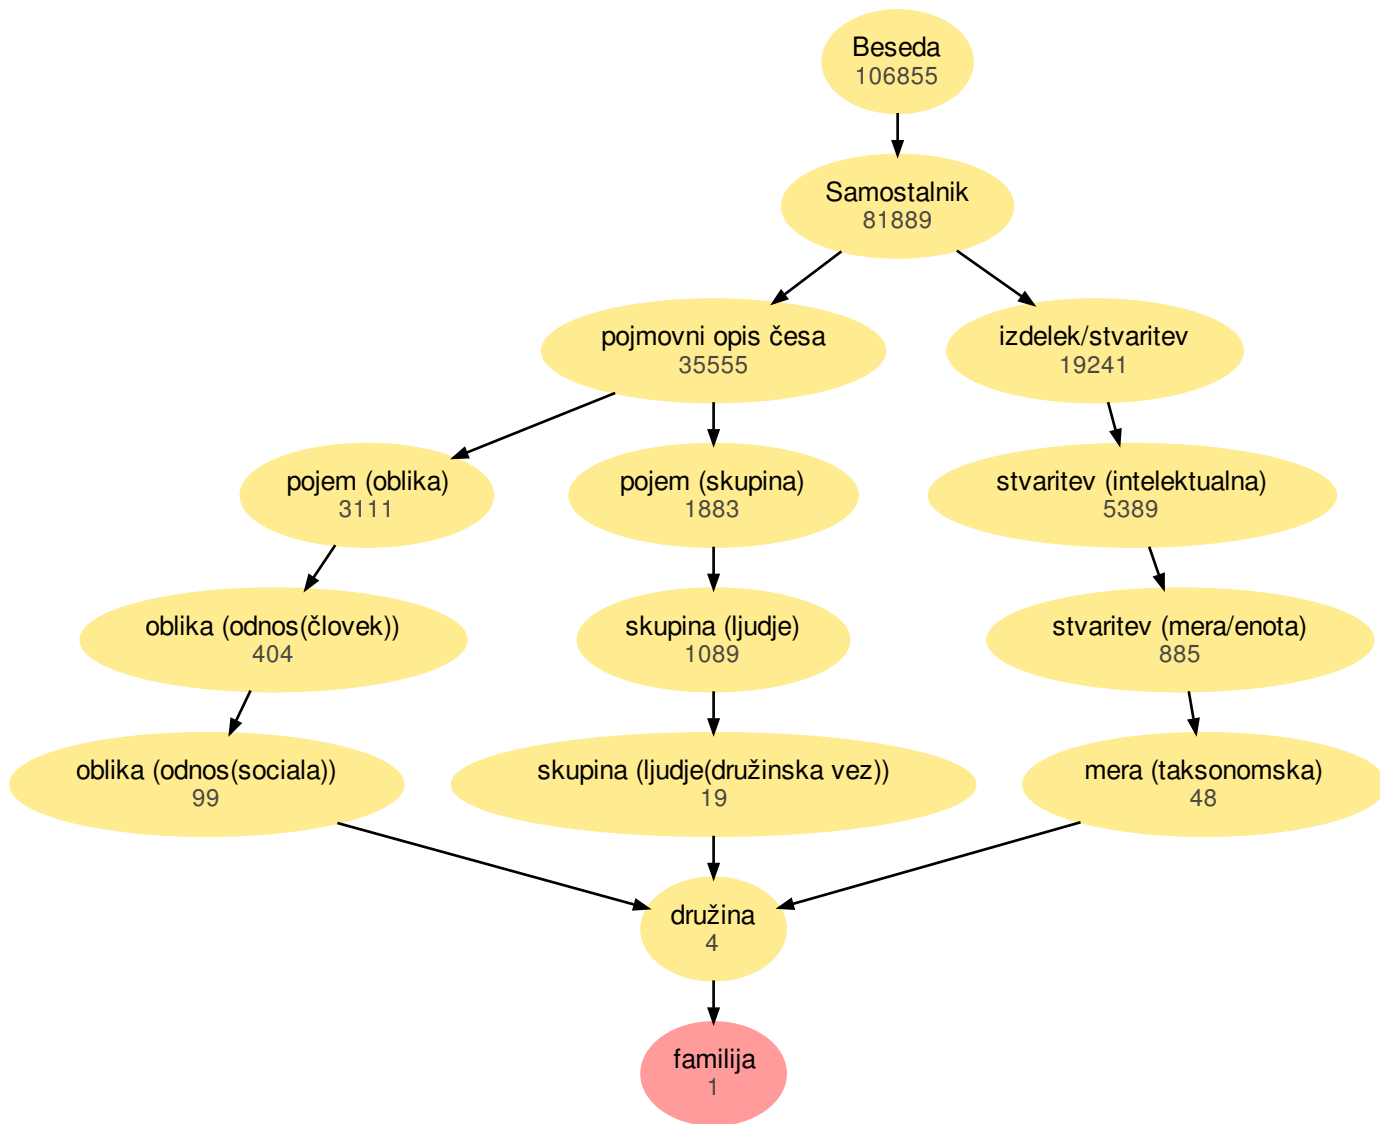 Beseda
106855
Samostalnik
81889
pojmovni opis česa
35555
izdelek/stvaritev
19241
pojem (oblika)
3111
pojem (skupina)
1883
stvaritev (intelektualna)
5389
oblika (odnos(človek))
404
skupina (ljudje)
1089
stvaritev (mera/enota)
885
oblika (odnos(sociala))
99
skupina (ljudje(družinska vez))
19
mera (taksonomska)
48
družina
4
familija
1